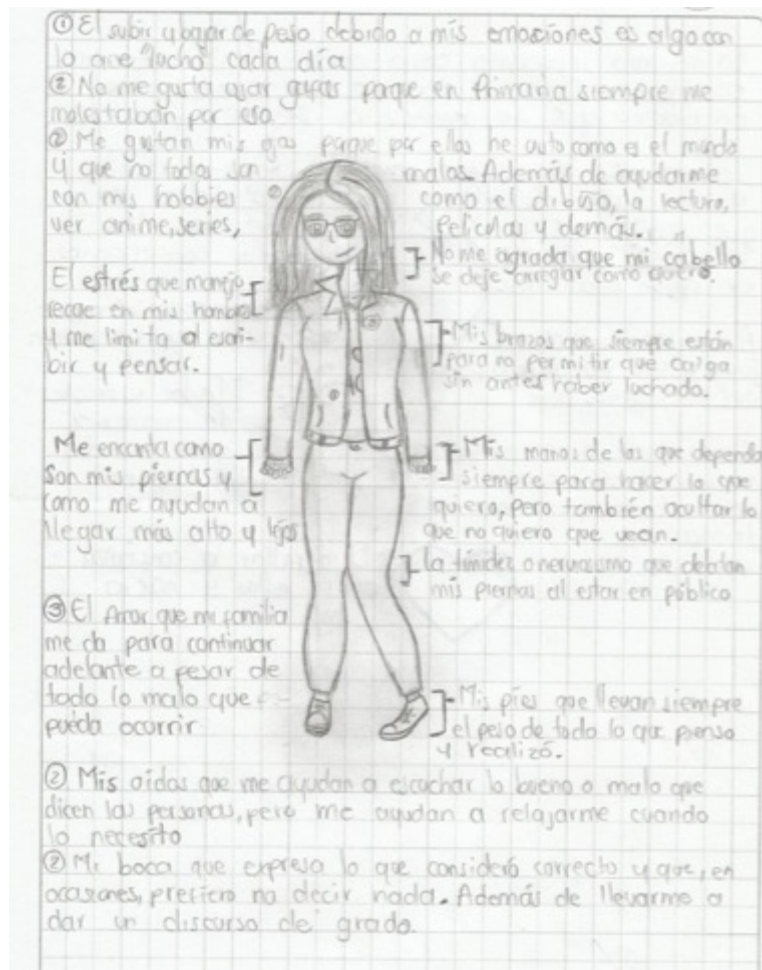 ① El subir y bajar de peso debido a mis emociones es algo con
lo que "lucho" cada día
② No me gusta usar gafas porque en Primaria siempre me
molestaban por eso
② Me gustan mis ojos porque por ellos he visto como es el mundo
y que no todos son malos. Además de ayudarme
con mis hobbies como el dibujo, la lectura,
ver anime, series, películas y demás.
No me agrada que mi cabello
se deje arreglar como quiero.
El estrés que manejo
recae en mis hombros
y me limita al escri-
bir y pensar.
Mis brazos que siempre están
para no permitir que caiga
sin antes haber luchado.
Me encanta como
son mis piernas y
como me ayudan a
llegar más alto y lejos
Mis manos de las que dependo
siempre para hacer lo que
quiero, pero también ocultar lo
que no quiero que vean.
la timidez o nerviosismo que delatan
mis piernas al estar en público
③ El Amor que mi familia
me da para continuar
adelante a pesar de
todo lo malo que
pueda ocurrir
Mis pies que llevan siempre
el peso de todo lo que pienso
y realizó.
② Mis oidos que me ayudan a escuchar lo bueno o malo que
dicen las personas, pero me ayudan a relajarme cuando
lo necesito
② Mi boca que expresa lo que consideró correcto y que, en
ocasiones, prefiero no decir nada. Además de llevarme a
dar un discurso de grado.